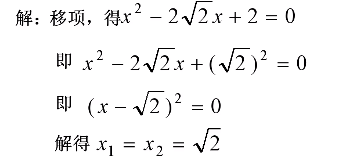 解：移项，得x² − 2√2x + 2 = 0
即 x² − 2√2x + (√2)² = 0
即 (x − √2)² = 0
解得 x₁ = x₂ = √2